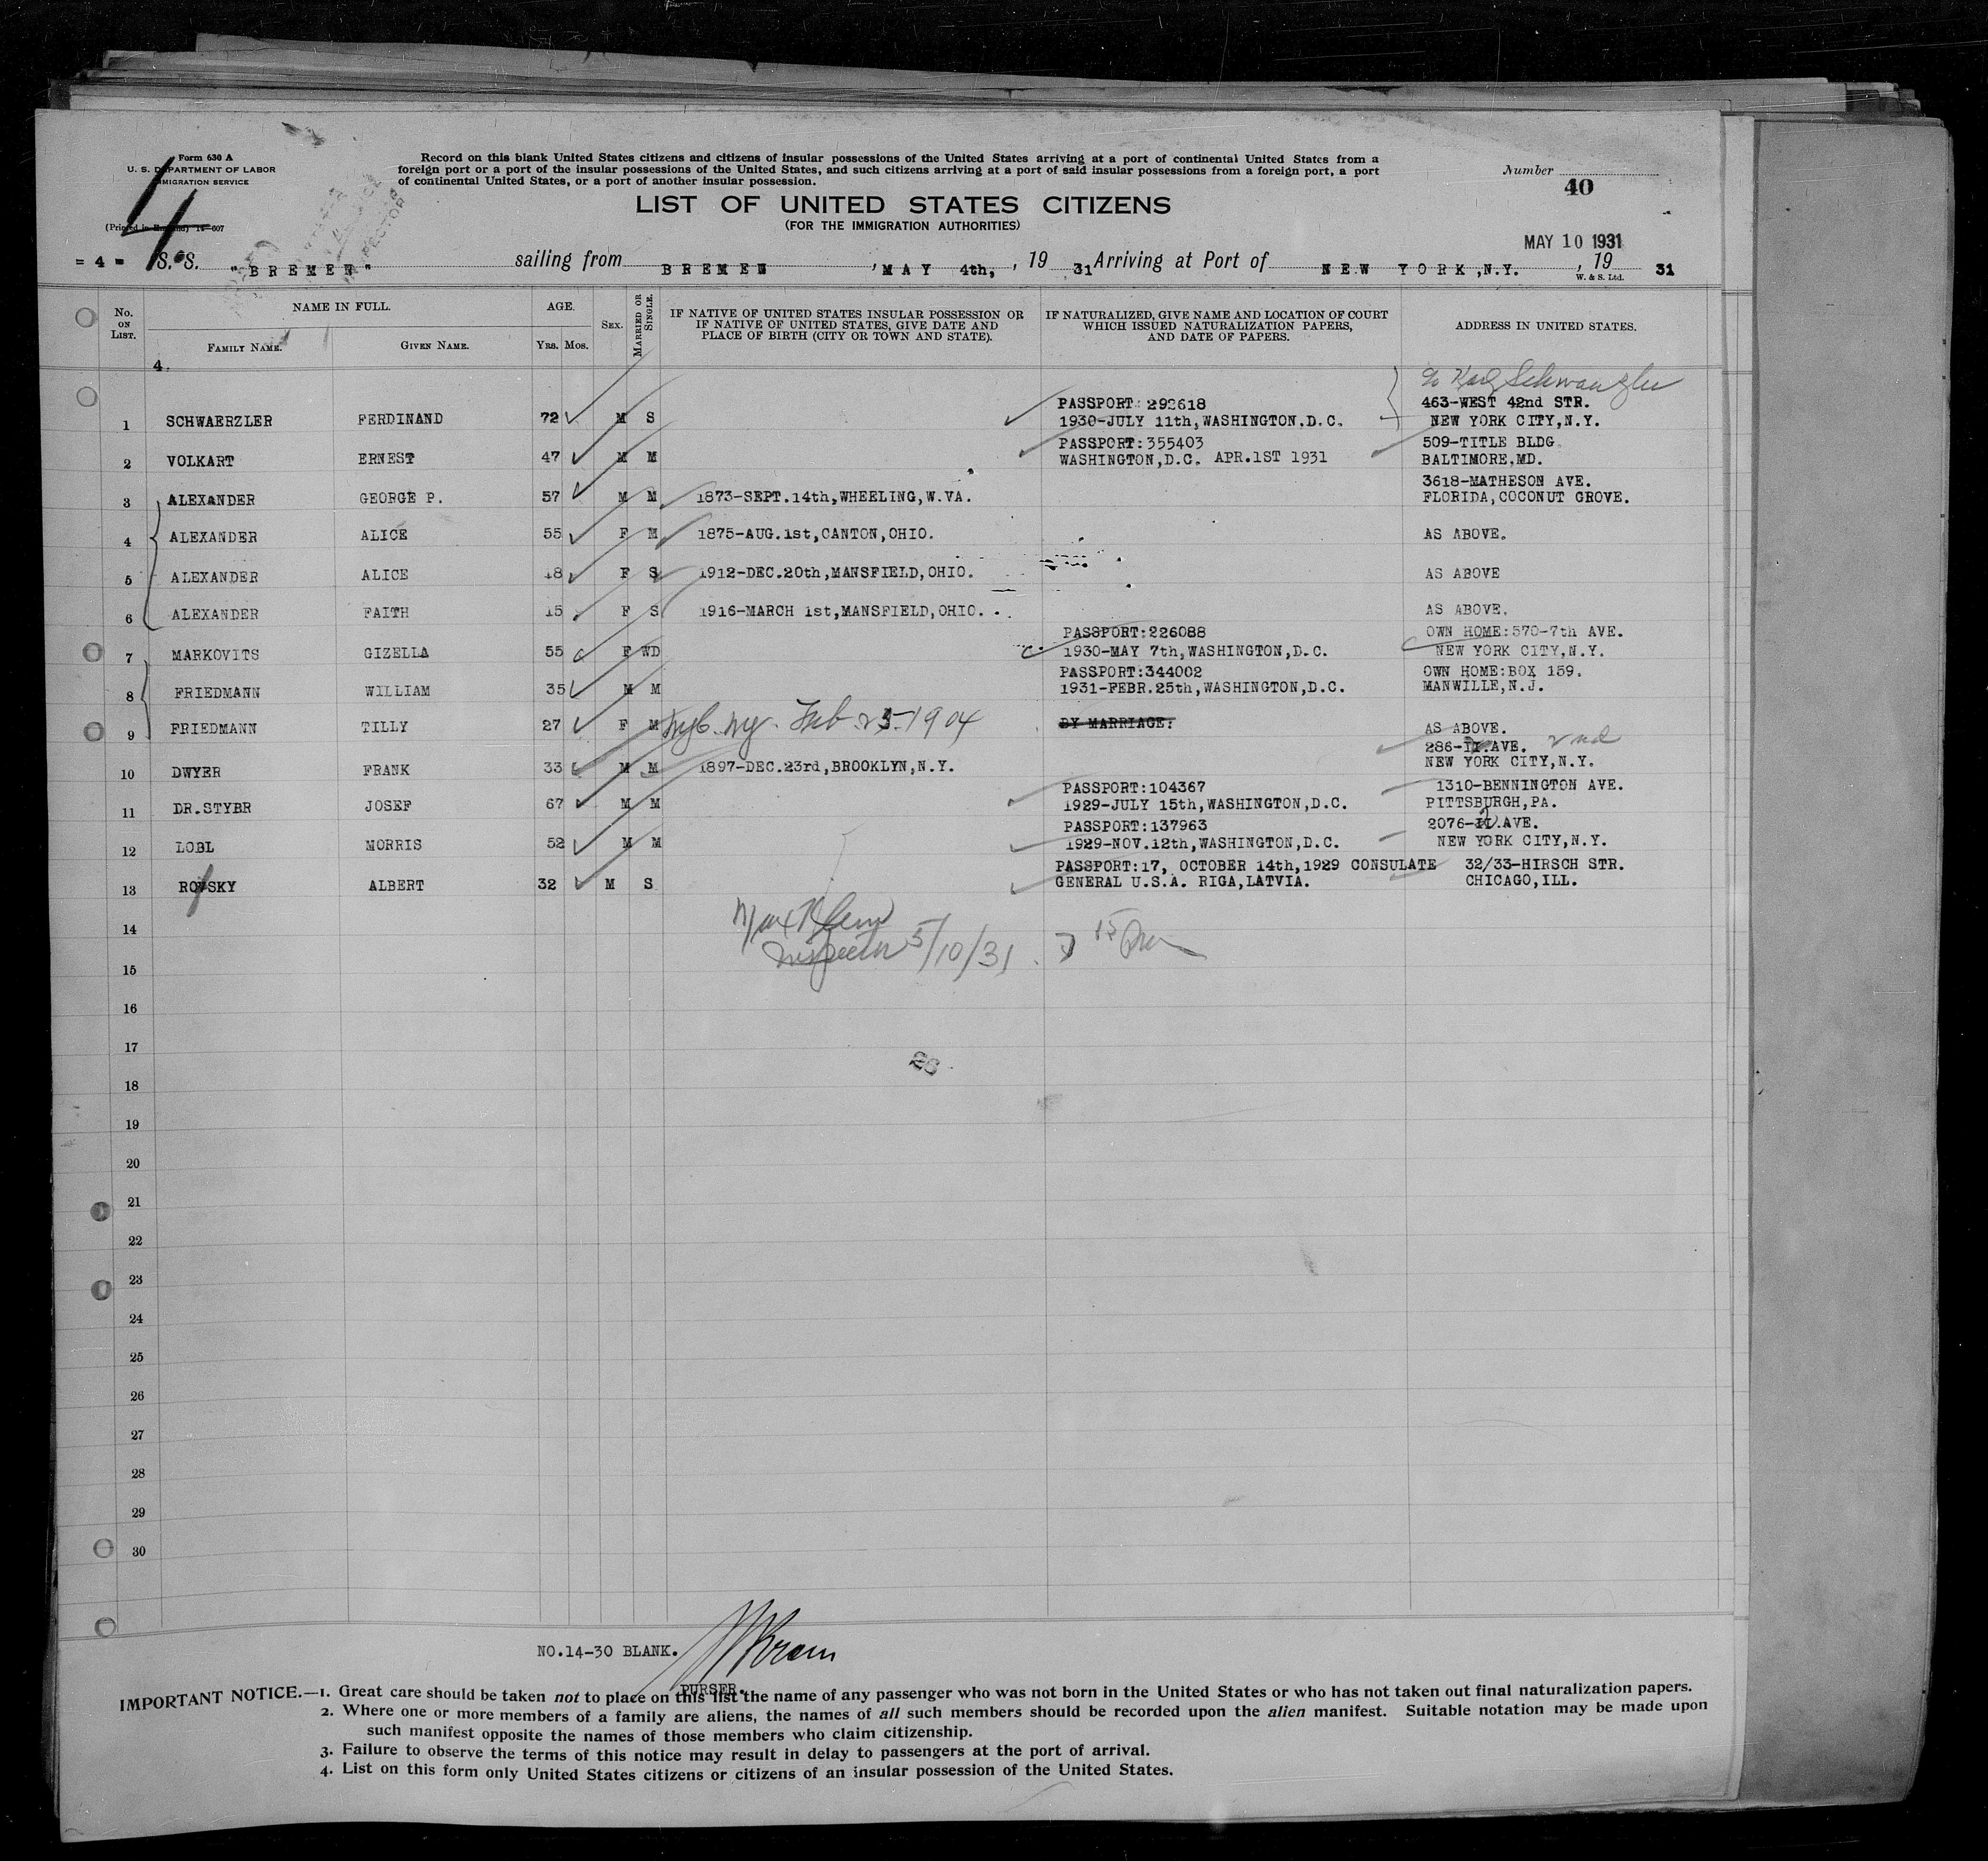 Form 630 A
U. S. DEPARTMENT OF LABOR
IMMIGRATION SERVICE
4
Record on this blank United States citizens and citizens of insular possessions of the United States arriving at a port of continental United States from a
foreign port or a port of the insular possessions of the United States, and such citizens arriving at a port of said insular possessions from a foreign port, a port
of continental United States, or a port of another insular possession.
Number
40
LIST OF UNITED STATES CITIZENS
(FOR THE IMMIGRATION AUTHORITIES)
MAY 10 1931
= 4 = S. S. "BREMEN" sailing from BREMEN, MAY 4th, , 19 31 Arriving at Port of NEW YORK, N.Y. , 19 31
W. & S. Ltd.
No. ON LIST. NAME IN FULL. FAMILY NAME. GIVEN NAME. AGE. YRS. MOS. SEX. MARRIED OR SINGLE.
IF NATIVE OF UNITED STATES INSULAR POSSESSION OR
IF NATIVE OF UNITED STATES, GIVE DATE AND
PLACE OF BIRTH (CITY OR TOWN AND STATE).
IF NATURALIZED, GIVE NAME AND LOCATION OF COURT
WHICH ISSUED NATURALIZATION PAPERS,
AND DATE OF PAPERS.
ADDRESS IN UNITED STATES.
4.
PASSPORT: 292618 463-WEST 42nd STR.
1 SCHWAERZLER FERDINAND 72 M S 1930-JULY 11th, WASHINGTON, D.C. NEW YORK CITY, N.Y.
PASSPORT: 355403 509-TITLE BLDG.
2 VOLKART ERNEST 47 M M WASHINGTON, D.C. APR.1ST 1931 BALTIMORE, MD.
3618-MATHESON AVE.
3 ALEXANDER GEORGE P. 57 M M 1873-SEPT.14th, WHEELING, W.VA. FLORIDA, COCONUT GROVE.
4 ALEXANDER ALICE 55 F M 1875-AUG.1st, CANTON, OHIO. AS ABOVE.
5 ALEXANDER ALICE 18 F S 1912-DEC.20th, MANSFIELD, OHIO. AS ABOVE
6 ALEXANDER FAITH 15 F S 1916-MARCH 1st, MANSFIELD, OHIO. AS ABOVE.
PASSPORT: 226088 OWN HOME: 570-7th AVE.
7 MARKOVITS GIZELLA 55 F WD 1930-MAY 7th, WASHINGTON, D.C. NEW YORK CITY, N.Y.
PASSPORT: 344002 OWN HOME: BOX 159.
8 FRIEDMANN WILLIAM 35 M M 1931-FEBR.25th, WASHINGTON, D.C. MANWILLE, N.J.
9 FRIEDMANN TILLY 27 F M Feb 25-1904 BY MARRIAGE: AS ABOVE.
286-II.AVE. 2nd
10 DWYER FRANK 33 M M 1897-DEC.23rd, BROOKLYN, N.Y. NEW YORK CITY, N.Y.
PASSPORT: 104367 1310-BENNINGTON AVE.
11 DR.STYBR JOSEF 67 M M 1929-JULY 15th, WASHINGTON, D.C. PITTSBURGH, PA.
PASSPORT: 137963 2076-II.AVE. 2
12 LOBL MORRIS 52 M M 1929-NOV.12th, WASHINGTON, D.C. NEW YORK CITY, N.Y.
PASSPORT: 17, OCTOBER 14th, 1929 CONSULATE 32/33-HIRSCH STR.
13 ROVSKY ALBERT 32 M S GENERAL U.S.A. RIGA, LATVIA. CHICAGO, ILL.
14
Inspector 5/10/31
15
16
17
18
19
20
21
22
23
24
25
26
27
28
29
30
NO.14-30 BLANK.
PURSER.
IMPORTANT NOTICE.—1. Great care should be taken not to place on this list the name of any passenger who was not born in the United States or who has not taken out final naturalization papers.
2. Where one or more members of a family are aliens, the names of all such members should be recorded upon the alien manifest. Suitable notation may be made upon
such manifest opposite the names of those members who claim citizenship.
3. Failure to observe the terms of this notice may result in delay to passengers at the port of arrival.
4. List on this form only United States citizens or citizens of an insular possession of the United States.